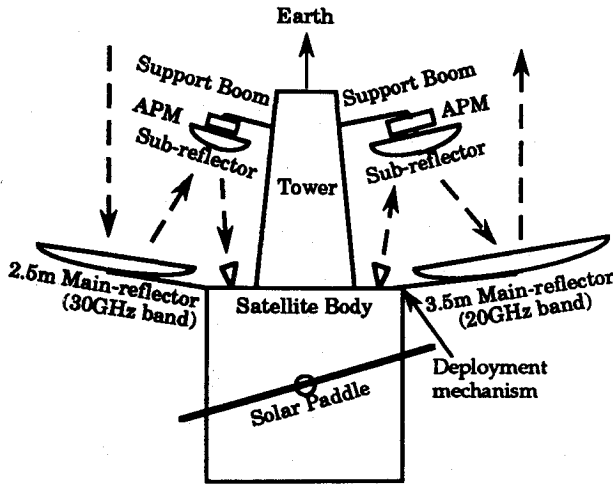 Earth
Support Boom
Support Boom
APM
APM
Sub-reflector
Sub-reflector
Tower
2.5m Main-reflector
(30GHz band)
Satellite Body
3.5m Main-reflector
(20GHz band)
Deployment
mechanism
Solar Paddle